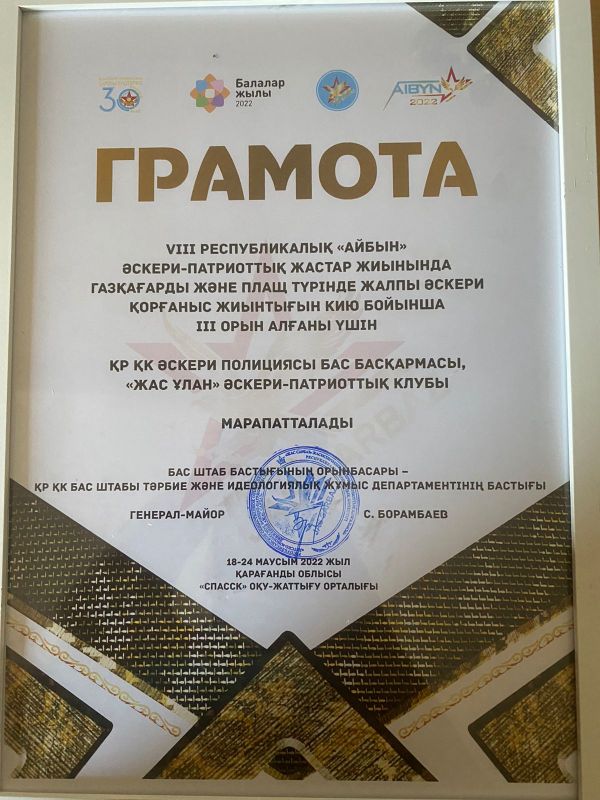 30
Балалар
жылы
2022
AIBYN
2022
ГРАМОТА
VIII РЕСПУБЛИКАЛЫҚ «АЙБЫН»
ӘСКЕРИ-ПАТРИОТТЫҚ ЖАСТАР ЖИЫНЫНДА
ГАЗҚАҒАРДЫ ЖӘНЕ ПЛАЩ ТҮРІНДЕ ЖАЛПЫ ӘСКЕРИ
ҚОРҒАНЫС ЖИЫНТЫҒЫН КИЮ БОЙЫНША
III ОРЫН АЛҒАНЫ ҮШІН
ҚР ҚК ӘСКЕРИ ПОЛИЦИЯСЫ БАС БАСҚАРМАСЫ,
«ЖАС ҰЛАН» ӘСКЕРИ-ПАТРИОТТЫҚ КЛУБЫ
МАРАПАТТАЛАДЫ
БАС ШТАБ БАСТЫҒЫНЫҢ ОРЫНБАСАРЫ –
ҚР ҚК БАС ШТАБЫ ТӘРБИЕ ЖӘНЕ ИДЕОЛОГИЯЛЫҚ ЖҰМЫС ДЕПАРТАМЕНТІНІҢ БАСТЫҒЫ
ГЕНЕРАЛ-МАЙОР С. БОРАМБАЕВ
18-24 МАУСЫМ 2022 ЖЫЛ
ҚАРАҒАНДЫ ОБЛЫСЫ
«СПАССК» ОҚУ-ЖАТТЫҒУ ОРТАЛЫҒЫ